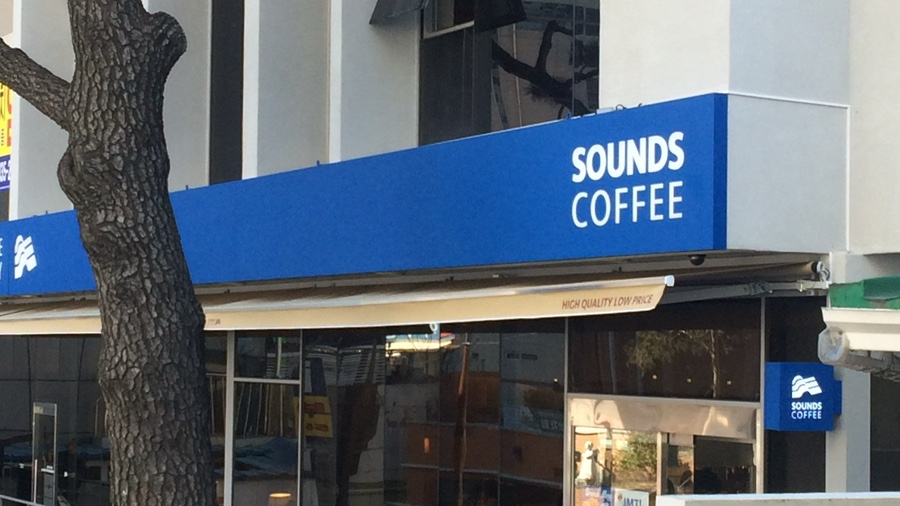 SOUNDS
COFFEE
HIGH QUALITY LOW PRICE
SOUNDS
COFFEE